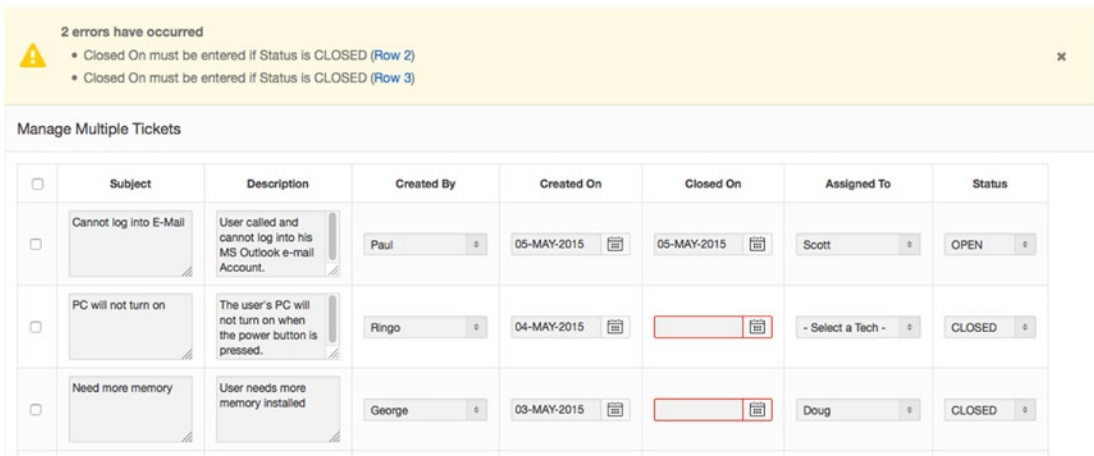 2 errors have occurred
• Closed On must be entered if Status is CLOSED (Row 2)
• Closed On must be entered if Status is CLOSED (Row 3)
Manage Multiple Tickets
Subject Description Created By Created On Closed On Assigned To Status
Cannot log into E-Mail
User called and
cannot log into his
MS Outlook e-mail
Account.
Paul 05-MAY-2015 05-MAY-2015 Scott OPEN
PC will not turn on
The user's PC will
not turn on when
the power button is
pressed.
Ringo 04-MAY-2015 - Select a Tech - CLOSED
Need more memory
User needs more
memory installed
George 03-MAY-2015 Doug CLOSED